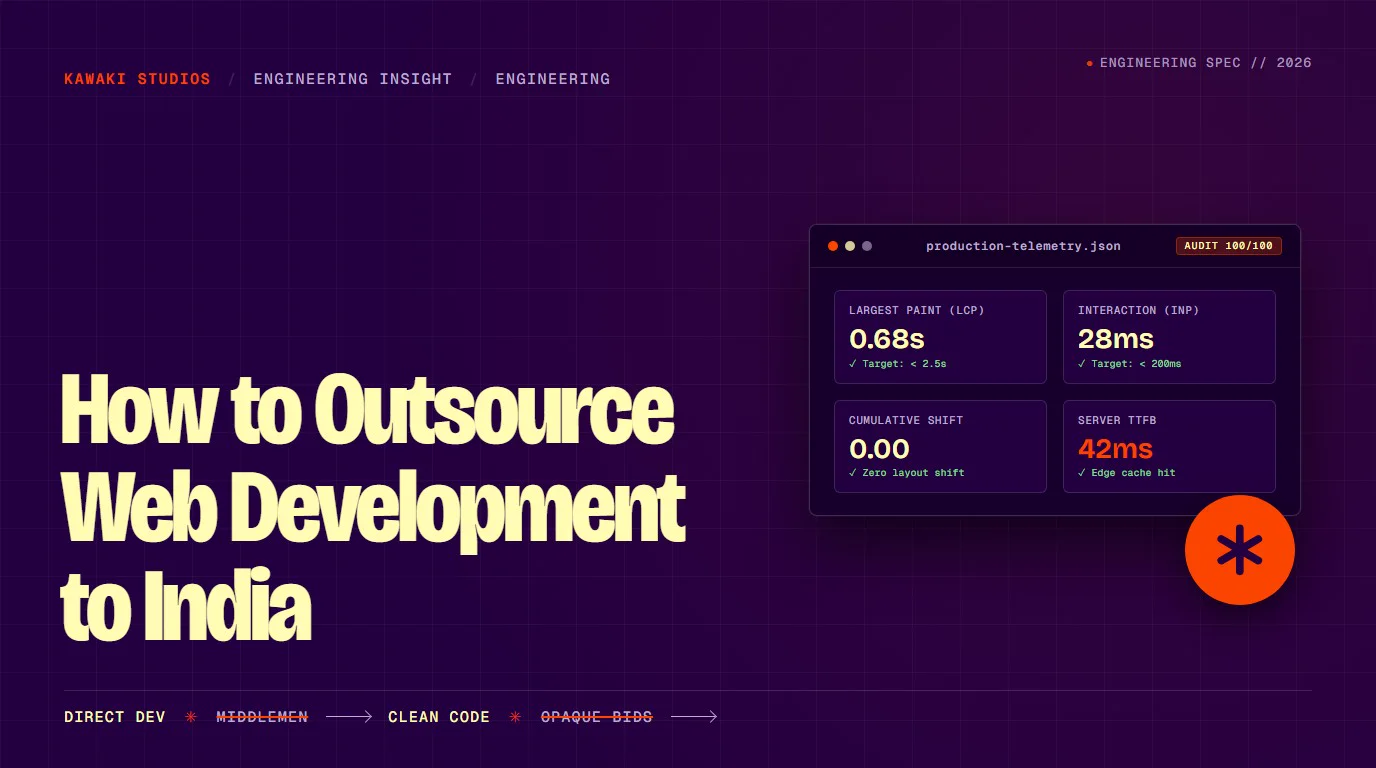 KAWAKI STUDIOS / ENGINEERING INSIGHT / ENGINEERING
ENGINEERING SPEC // 2026
production-telemetry.json
AUDIT 100/100
LARGEST PAINT (LCP)
0.68s
✓ Target: < 2.5s
INTERACTION (INP)
28ms
✓ Target: < 200ms
CUMULATIVE SHIFT
0.00
✓ Zero layout shift
SERVER TTFB
42ms
✓ Edge cache hit
How to Outsource
Web Development
to India
DIRECT DEV ✳ MIDDLEMEN → CLEAN CODE ✳ OPAQUE BIDS →